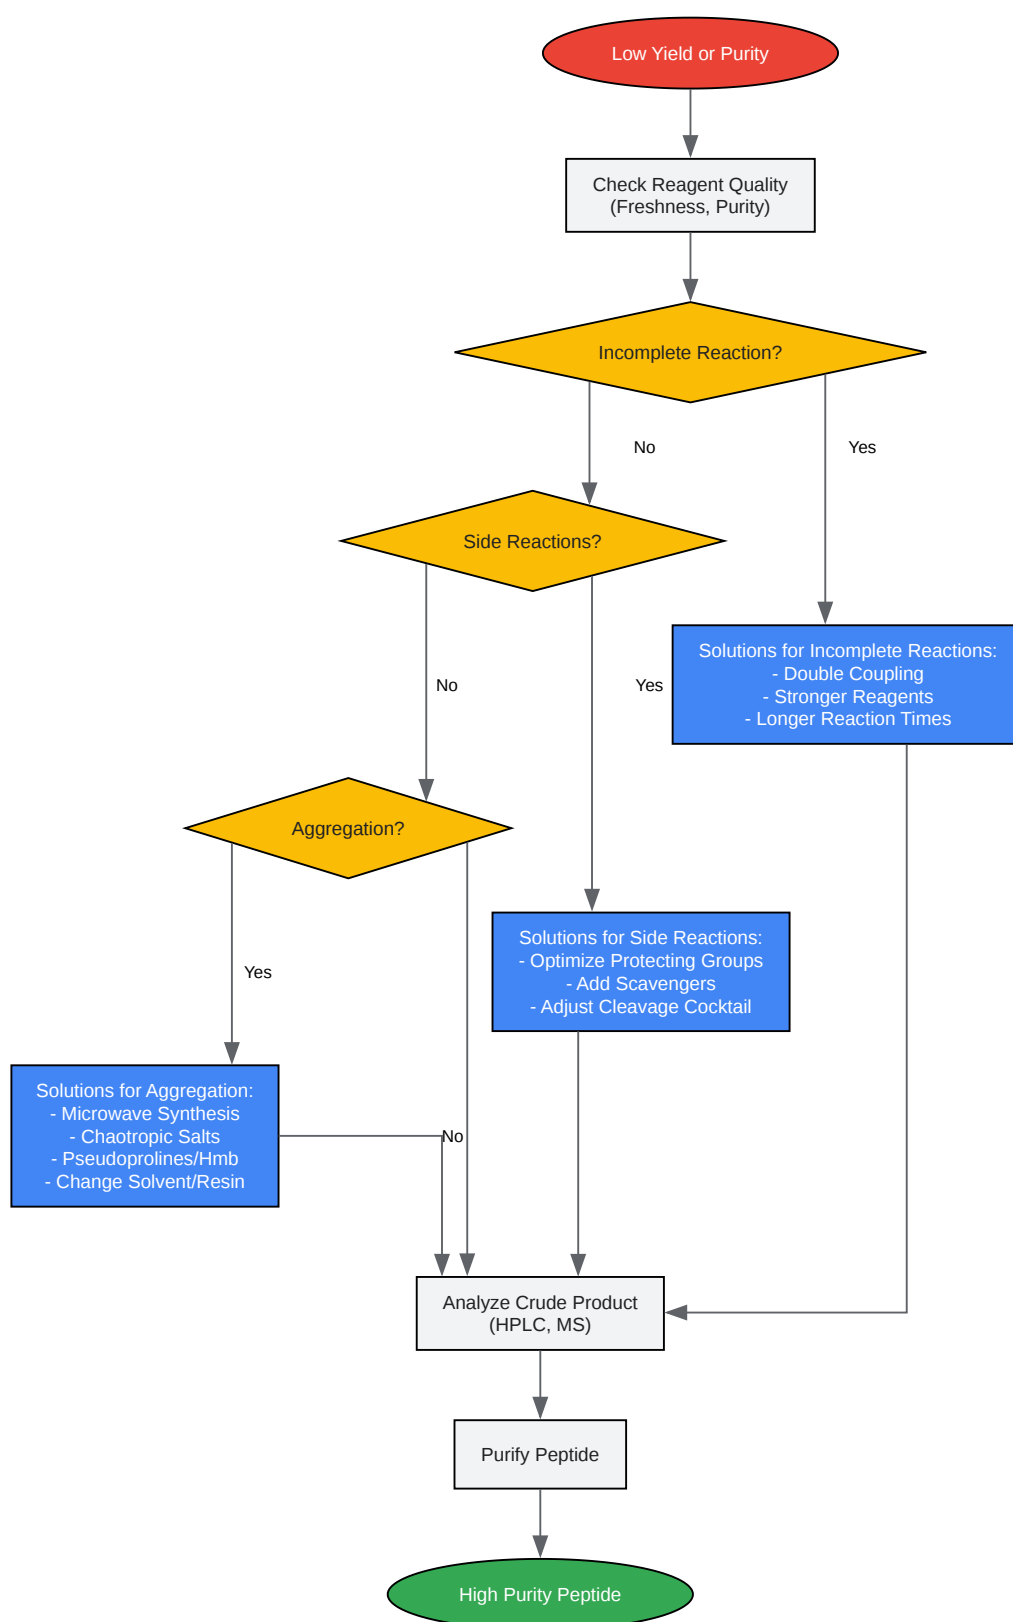 Low Yield or Purity
Check Reagent Quality
(Freshness, Purity)
Incomplete Reaction?
No
Yes
Side Reactions?
Solutions for Incomplete Reactions:
- Double Coupling
- Stronger Reagents
- Longer Reaction Times
No
Yes
Aggregation?
Solutions for Side Reactions:
- Optimize Protecting Groups
- Add Scavengers
- Adjust Cleavage Cocktail
Yes
Solutions for Aggregation:
- Microwave Synthesis
- Chaotropic Salts
- Pseudoprolines/Hmb
- Change Solvent/Resin
No
Analyze Crude Product
(HPLC, MS)
Purify Peptide
High Purity Peptide